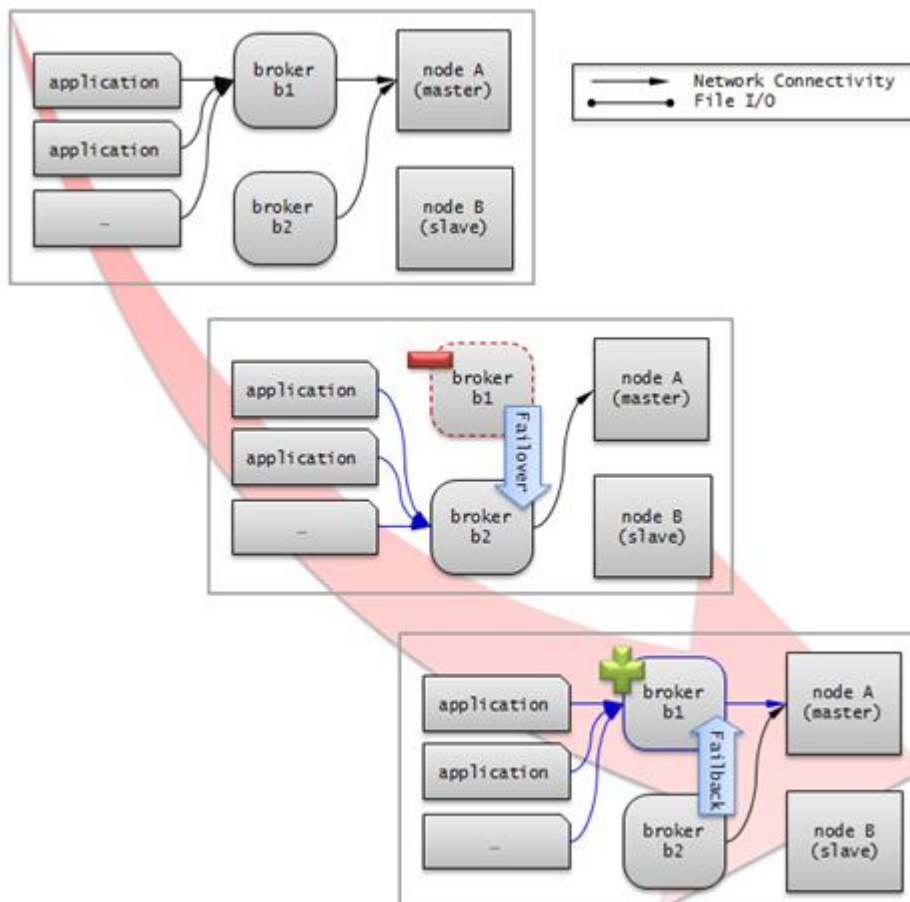 application
application
…
broker
b1
broker
b2
node A
(master)
node B
(slave)
Network Connectivity
File I/O
application
application
…
broker
b1
Failover
broker
b2
node A
(master)
node B
(slave)
application
application
…
broker
b1
Failback
broker
b2
node A
(master)
node B
(slave)